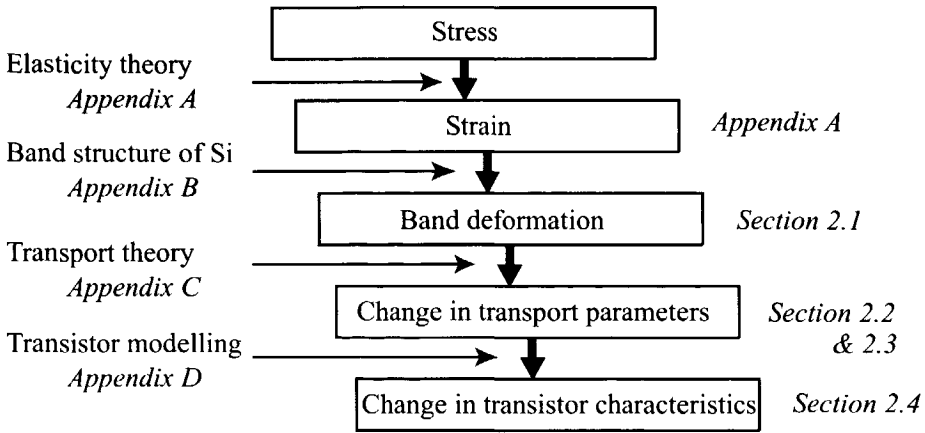 Stress
Elasticity theory
Appendix A
Strain
Appendix A
Band structure of Si
Appendix B
Band deformation
Section 2.1
Transport theory
Appendix C
Change in transport parameters
Section 2.2
& 2.3
Transistor modelling
Appendix D
Change in transistor characteristics
Section 2.4